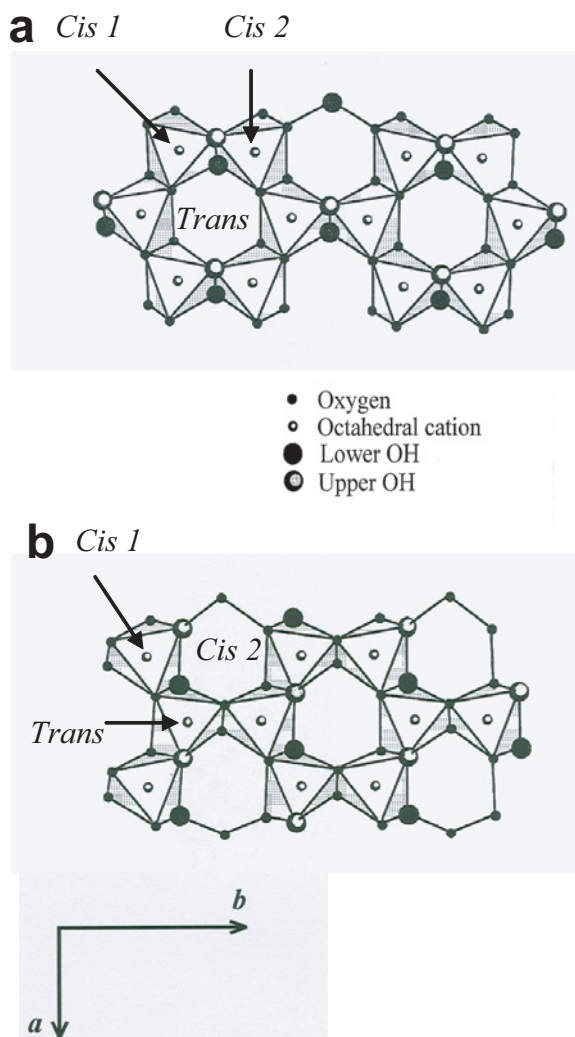 a Cis 1 Cis 2
Trans
Oxygen
Octahedral cation
Lower OH
Upper OH
b Cis 1
Cis 2
Trans
b
a